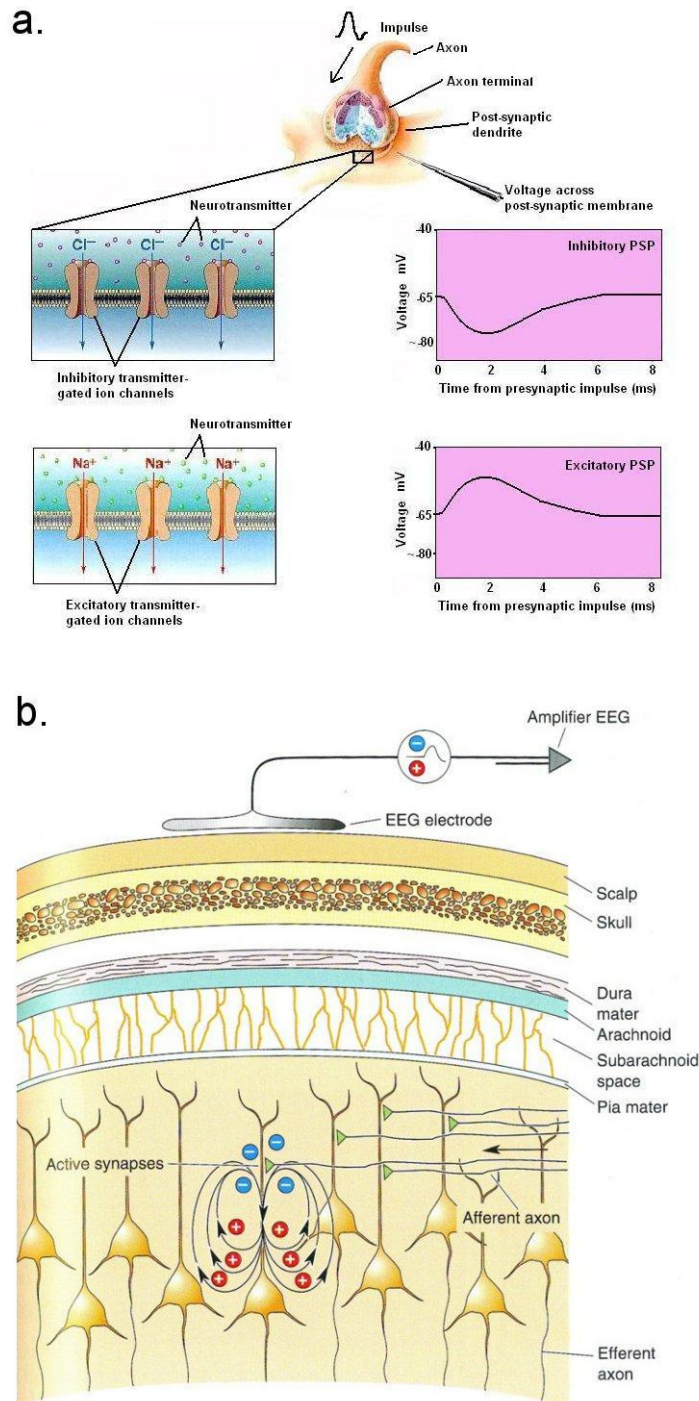 a.
Impulse
Axon
Axon terminal
Post-synaptic
dendrite
Voltage across
post-synaptic membrane
Neurotransmitter
Cl⁻ Cl⁻ Cl⁻
Inhibitory transmitter-
gated ion channels
-40
Inhibitory PSP
Voltage mV
-65
~-80
0 2 4 6 8
Time from presynaptic impulse (ms)
Neurotransmitter
Na⁺ Na⁺ Na⁺
Excitatory transmitter-
gated ion channels
-40
Excitatory PSP
Voltage mV
-65
~-80
0 2 4 6 8
Time from presynaptic impulse (ms)
b.
Amplifier EEG
EEG electrode
Scalp
Skull
Dura
mater
Arachnoid
Subarachnoid
space
Pia mater
Active synapses
Afferent axon
Efferent
axon